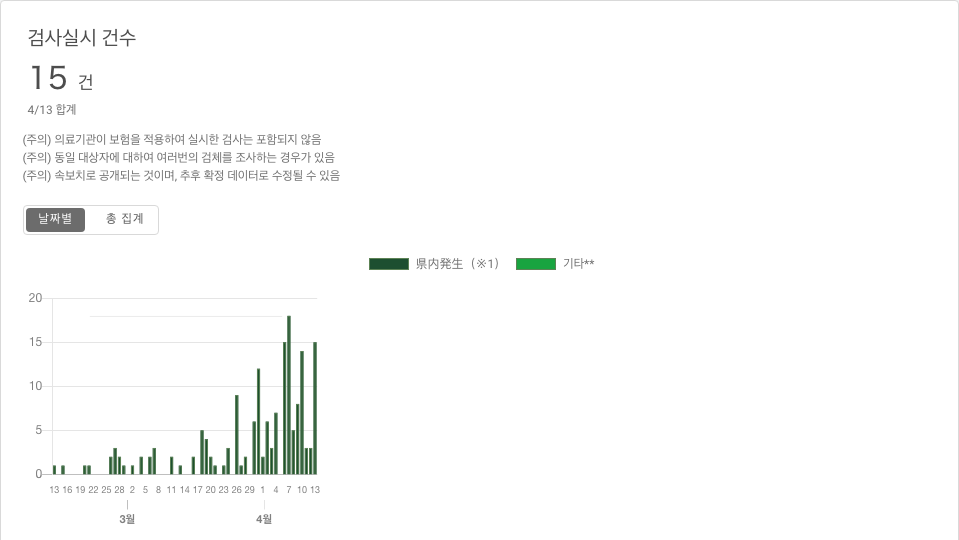 검사실시 건수
15 건
4/13 합계
(주의) 의료기관이 보험을 적용하여 실시한 검사는 포함되지 않음
(주의) 동일 대상자에 대하여 여러번의 검체를 조사하는 경우가 있음
(주의) 속보치로 공개되는 것이며, 추후 확정 데이터로 수정될 수 있음
날짜별 총 집계
県内発生（※1） 기타**
20
15
10
5
0
13 16 19 22 25 28 2 5 8 11 14 17 20 23 26 29 1 4 7 10 13
3월 4월